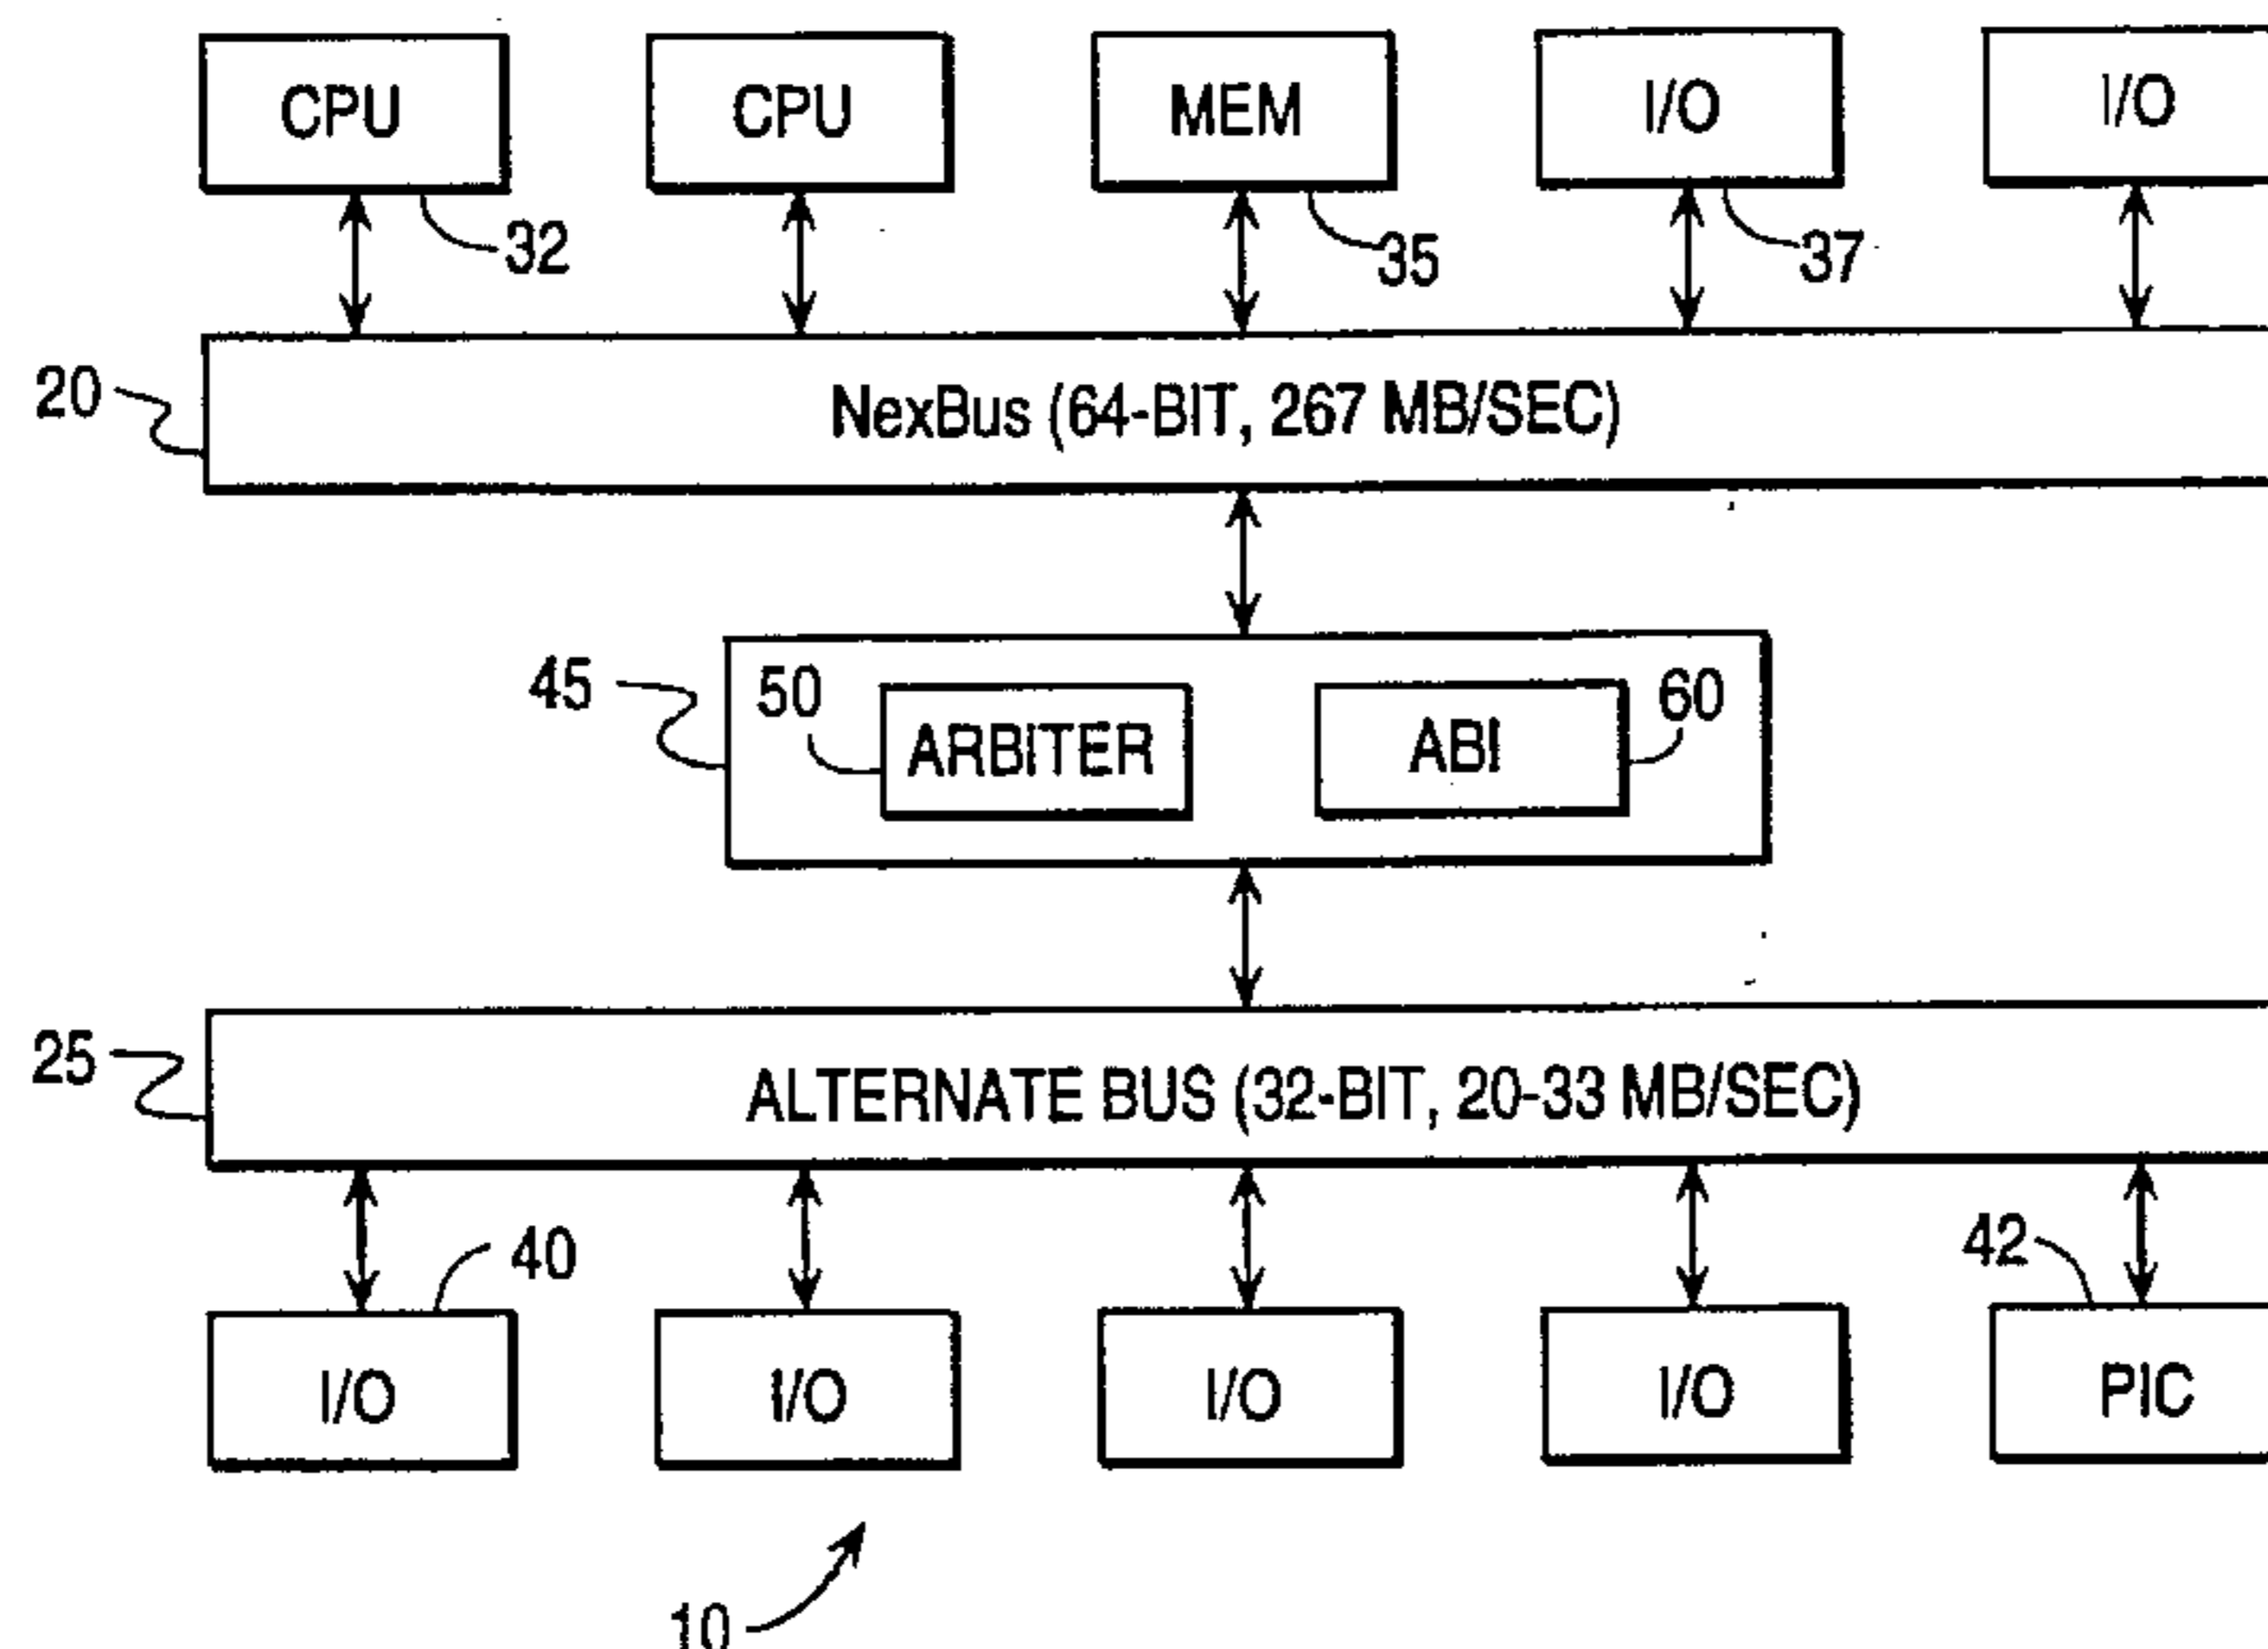 CPU CPU MEM I/O I/O
32 35 37
20 NexBus (64-BIT, 267 MB/SEC)
45 50 ARBITER ABI 60
25 ALTERNATE BUS (32-BIT, 20-33 MB/SEC)
40 42
I/O I/O I/O I/O PIC
10